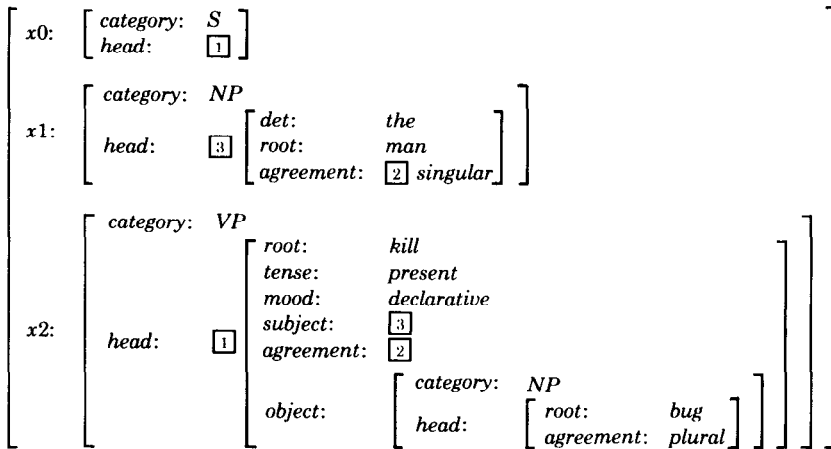 x0: category: S
head: 1
x1: category: NP
head: 3 det: the
root: man
agreement: 2 singular
x2: category: VP
head: 1 root: kill
tense: present
mood: declarative
subject: 3
agreement: 2
object: category: NP
head: root: bug
agreement: plural